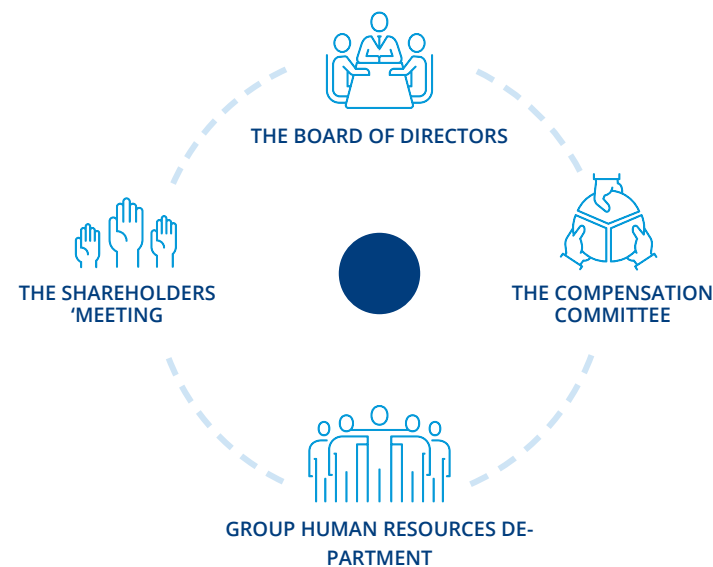 THE BOARD OF DIRECTORS
THE SHAREHOLDERS
‘MEETING
THE COMPENSATION
COMMITTEE
GROUP HUMAN RESOURCES DE-
PARTMENT